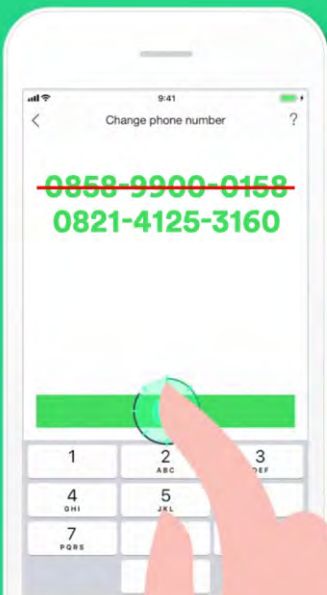 9:41
Change phone number ?
0858-9900-0158
0821-4125-3160
1 2 3
ABC DEF
4 5
GHI JKL
7
PQRS